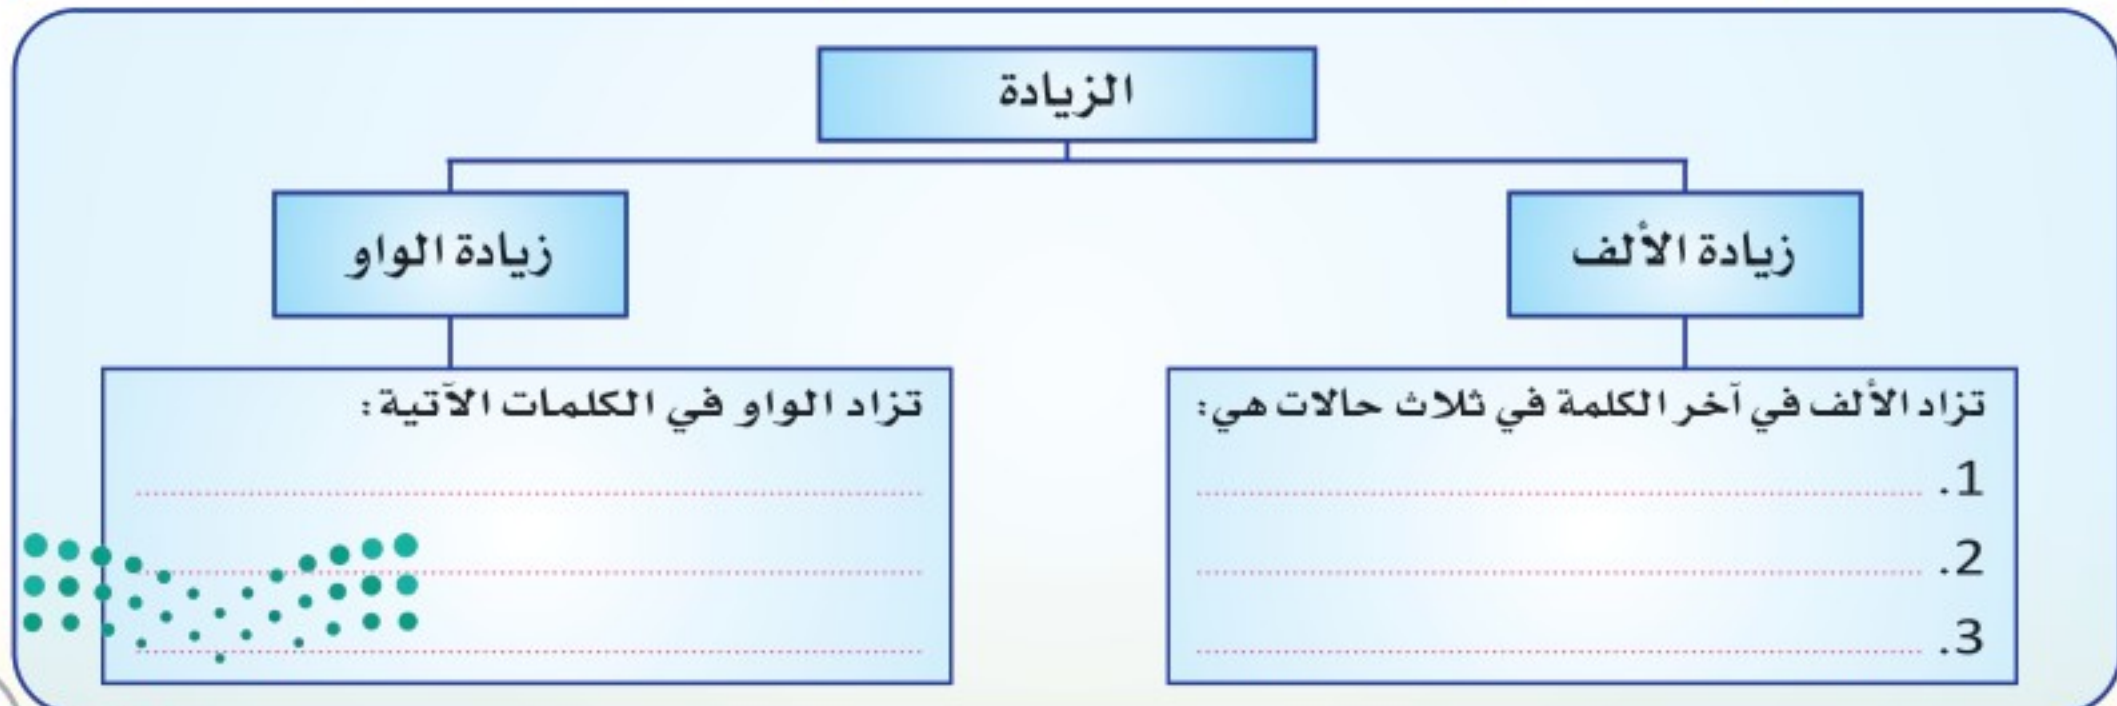 الزيادة
زيادة الألف
زيادة الواو
تزاد الألف في آخر الكلمة في ثلاث حالات هي:
1.
2.
3.
تزاد الواو في الكلمات الآتية: